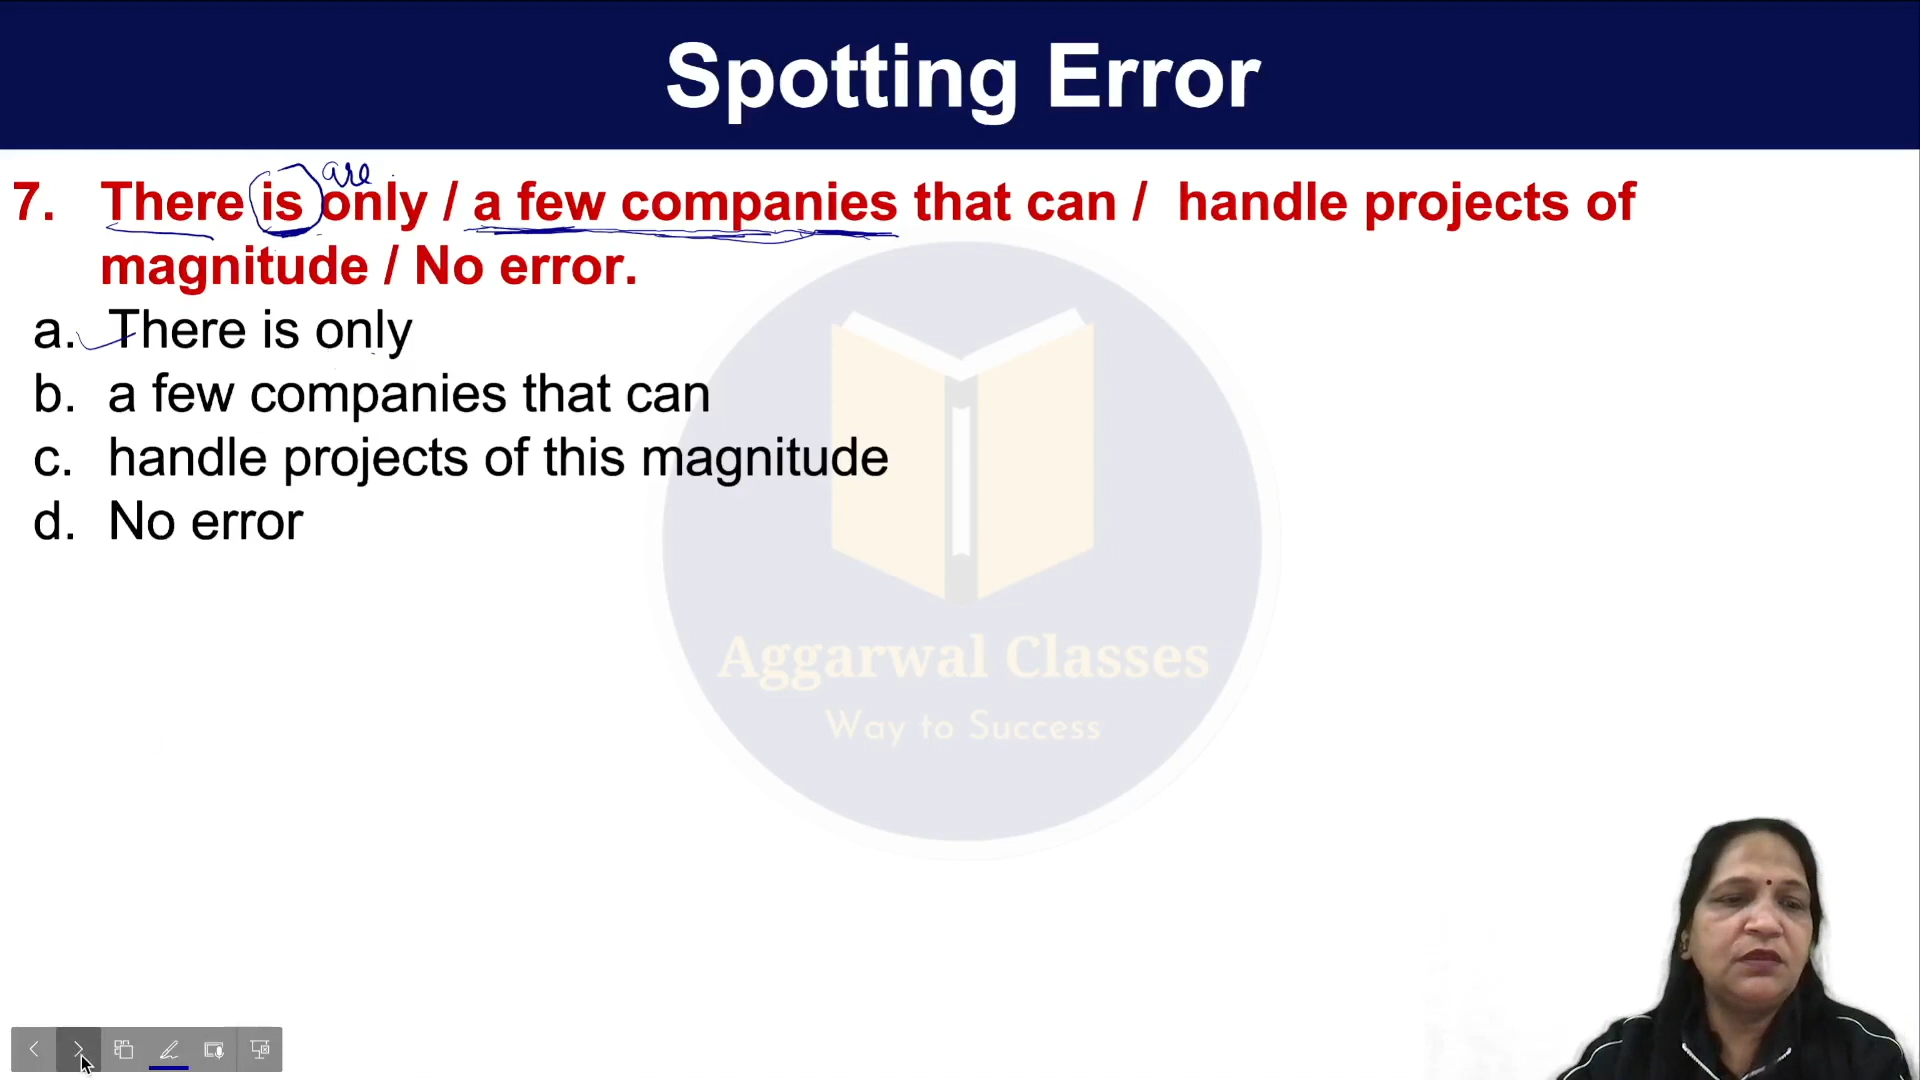 Spotting Error
are
7. There is only / a few companies that can / handle projects of
magnitude / No error.
a. There is only
b. a few companies that can
c. handle projects of this magnitude
d. No error
Aggarwal Classes
Way to Success